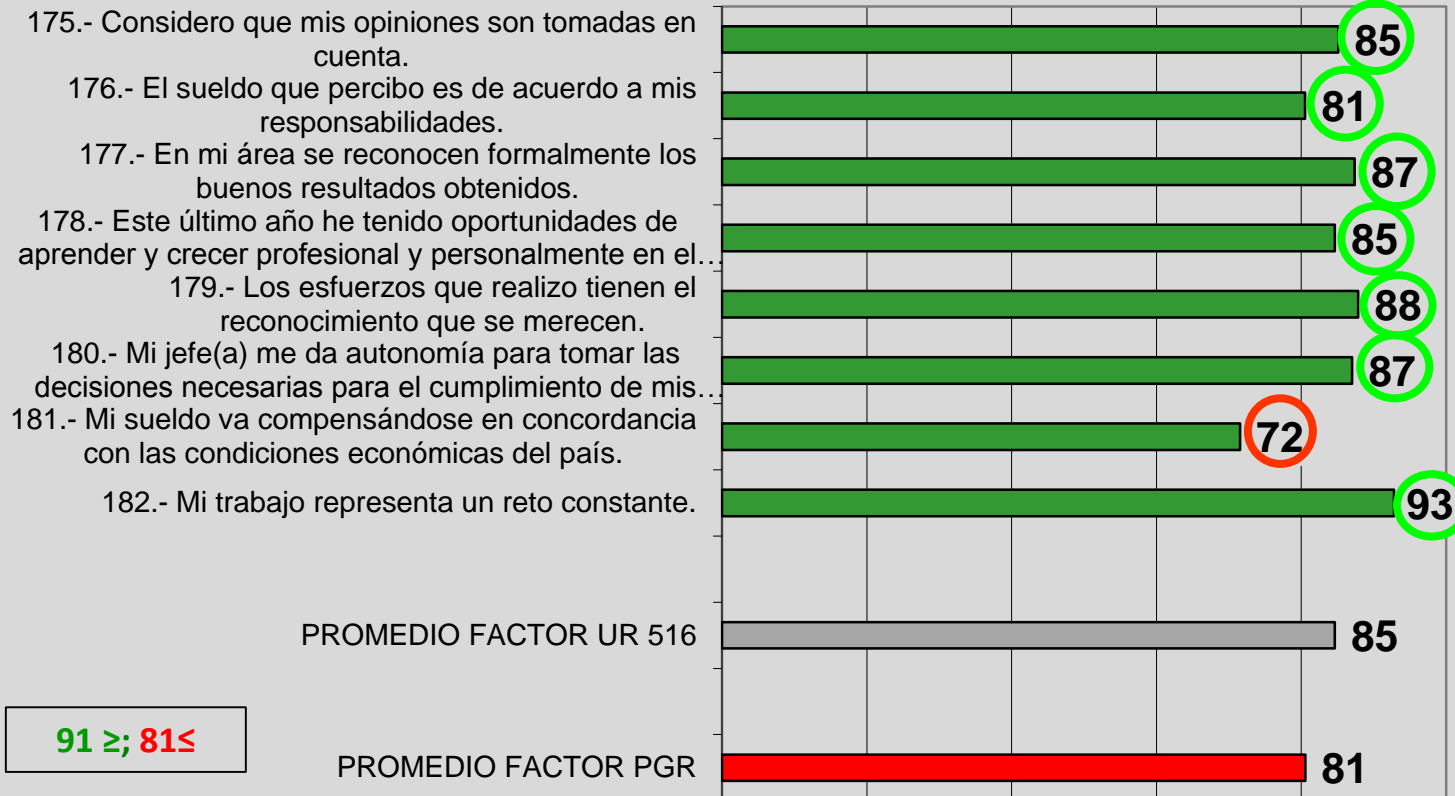 175.- Considero que mis opiniones son tomadas en
cuenta.
85
176.- El sueldo que percibo es de acuerdo a mis
responsabilidades.
81
177.- En mi área se reconocen formalmente los
buenos resultados obtenidos.
87
178.- Este último año he tenido oportunidades de
aprender y crecer profesional y personalmente en el…
85
179.- Los esfuerzos que realizo tienen el
reconocimiento que se merecen.
88
180.- Mi jefe(a) me da autonomía para tomar las
decisiones necesarias para el cumplimiento de mis…
87
181.- Mi sueldo va compensándose en concordancia
con las condiciones económicas del país.
72
182.- Mi trabajo representa un reto constante.
93
PROMEDIO FACTOR UR 516
85
91 ≥; 81≤
PROMEDIO FACTOR PGR
81